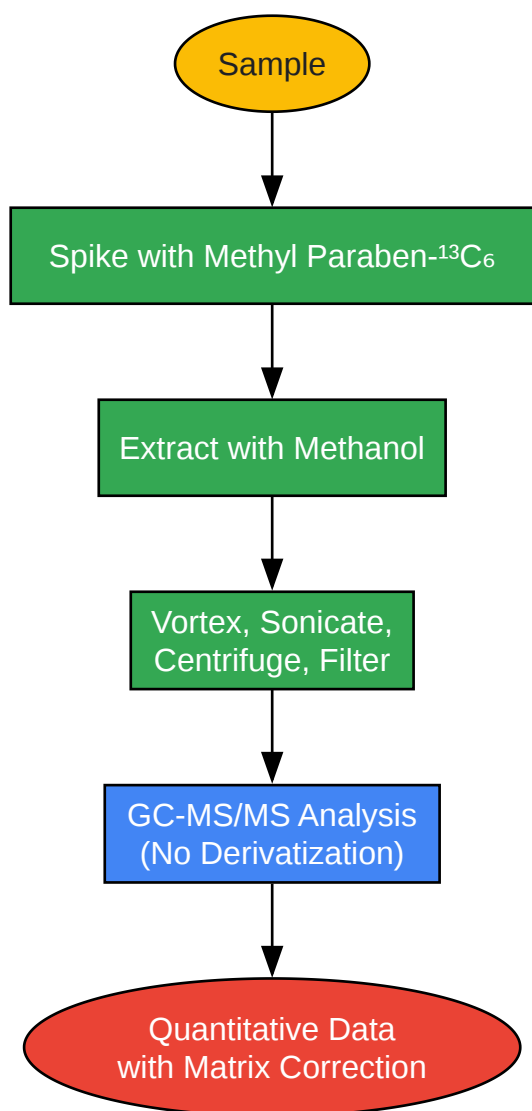 Sample
Spike with Methyl Paraben-¹³C₆
Extract with Methanol
Vortex, Sonicate,
Centrifuge, Filter
GC-MS/MS Analysis
(No Derivatization)
Quantitative Data
with Matrix Correction